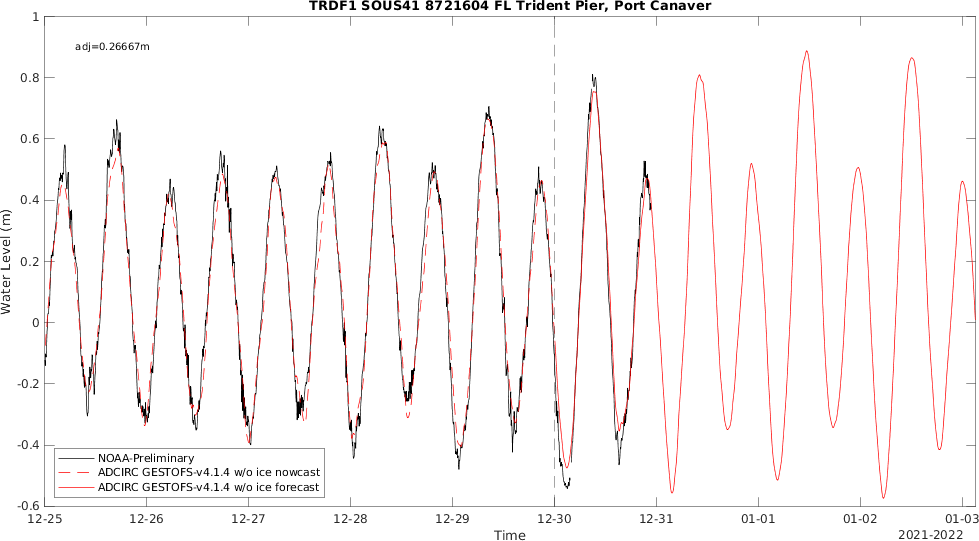 TRDF1 SOUS41 8721604 FL Trident Pier, Port Canaver
adj=0.26667m
Water Level (m)
1
0.8
0.6
0.4
0.2
0
-0.2
-0.4
-0.6
NOAA-Preliminary
ADCIRC GESTOFS-v4.1.4 w/o ice nowcast
ADCIRC GESTOFS-v4.1.4 w/o ice forecast
12-25 12-26 12-27 12-28 12-29 12-30 12-31 01-01 01-02 01-03
Time
2021-2022